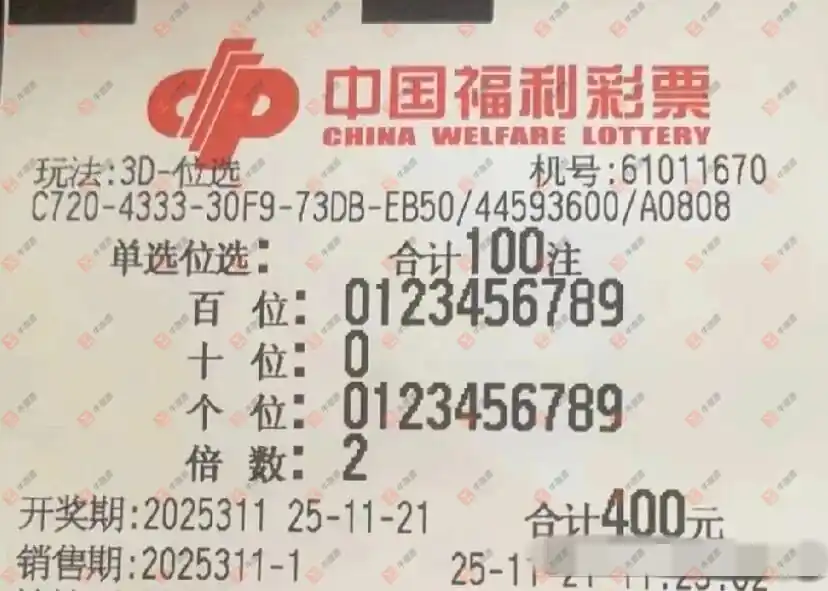 中国福利彩票
CHINA WELFARE LOTTERY
玩法:3D-位选 机号:61011670
C720-4333-30F9-73DB-EB50/44593600/A0808
单选位选: 合计100注
百 位: 0123456789
十 位: 0
个 位: 0123456789
倍 数: 2
开奖期:2025311 25-11-21 合计400元
销售期:2025311-1